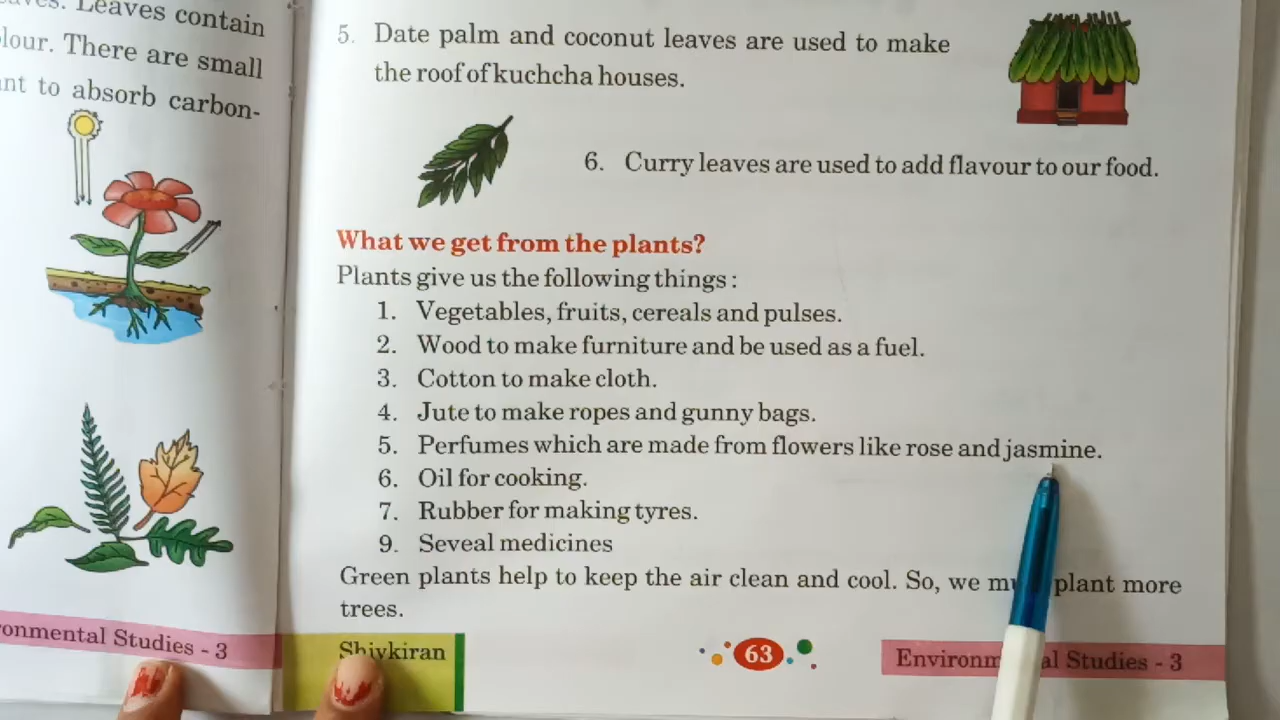 Leaves contain
There are small
to absorb carbon-
Environmental Studies - 3
5. Date palm and coconut leaves are used to make
the roof of kuchcha houses.
6. Curry leaves are used to add flavour to our food.
What we get from the plants?
Plants give us the following things :
1. Vegetables, fruits, cereals and pulses.
2. Wood to make furniture and be used as a fuel.
3. Cotton to make cloth.
4. Jute to make ropes and gunny bags.
5. Perfumes which are made from flowers like rose and jasmine.
6. Oil for cooking.
7. Rubber for making tyres.
9. Seveal medicines
Green plants help to keep the air clean and cool. So, we must plant more
trees.
Shivkiran
63
Environmental Studies - 3